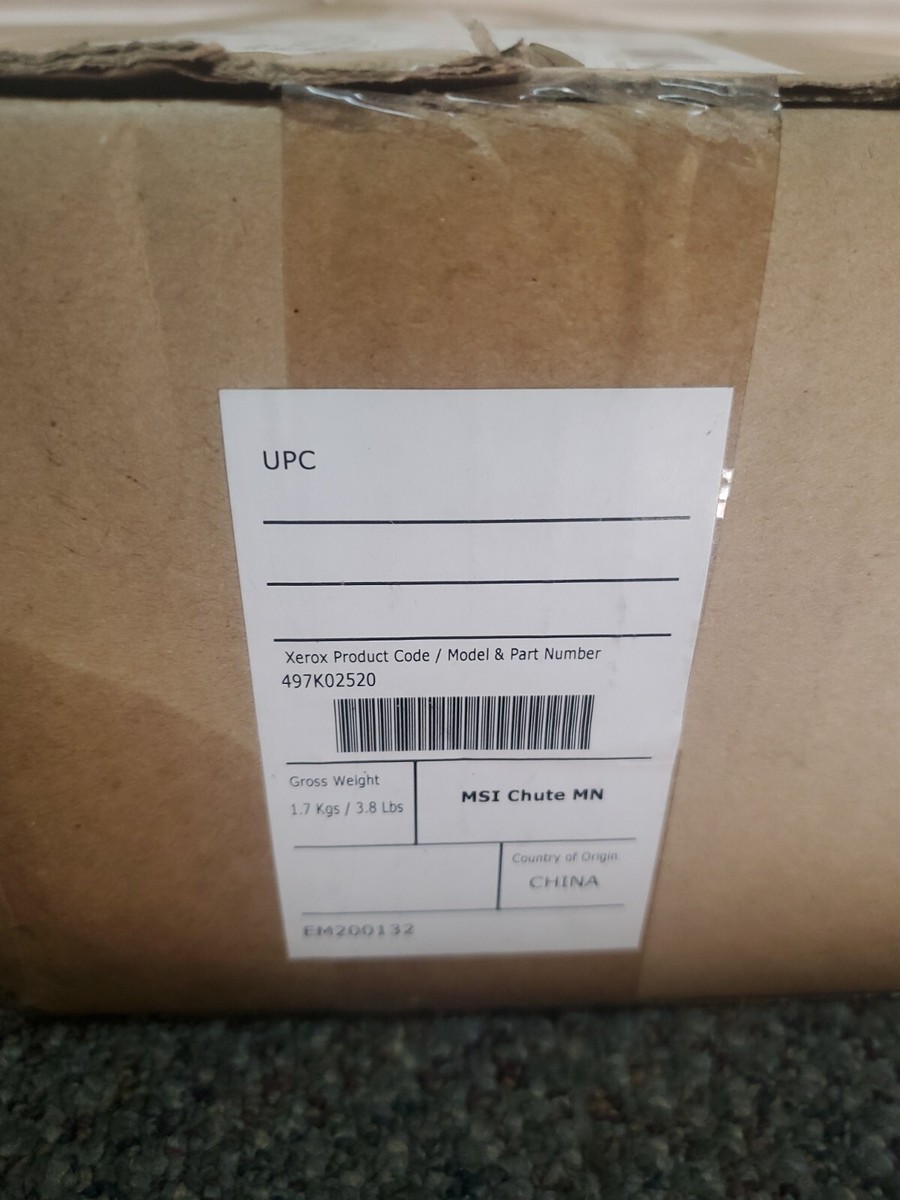 UPC
Xerox Product Code / Model & Part Number
497K02520
Gross Weight
1.7 Kgs / 3.8 Lbs
MSI Chute MN
Country of Origin
CHINA
EM200132